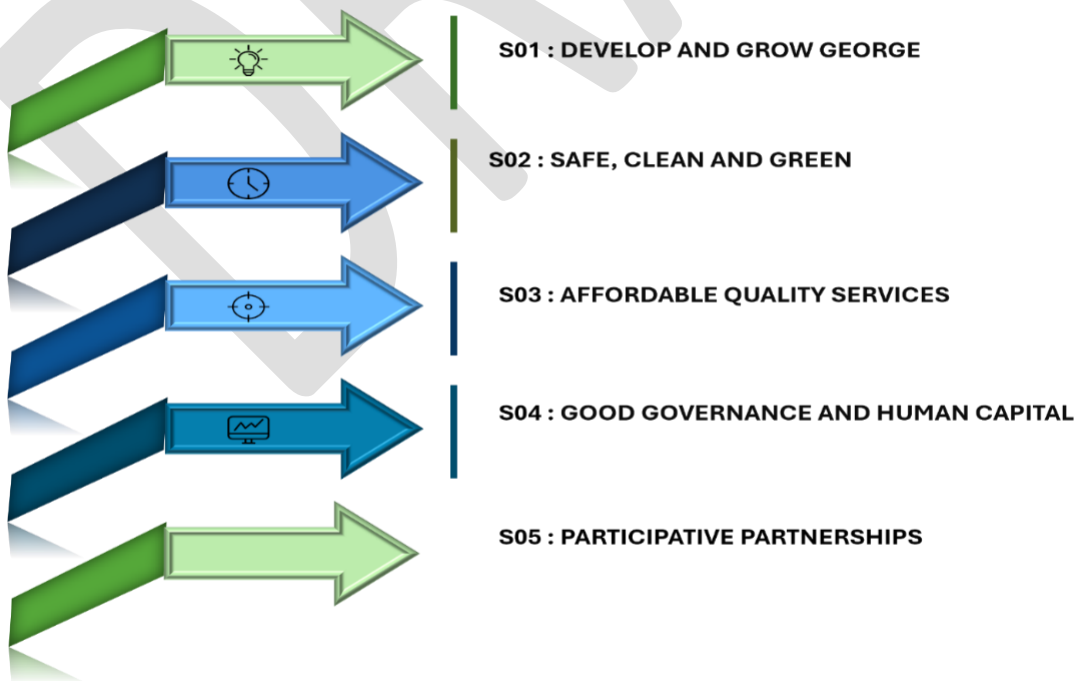 S01 : DEVELOP AND GROW GEORGE
S02 : SAFE, CLEAN AND GREEN
S03 : AFFORDABLE QUALITY SERVICES
S04 : GOOD GOVERNANCE AND HUMAN CAPITAL
S05 : PARTICIPATIVE PARTNERSHIPS